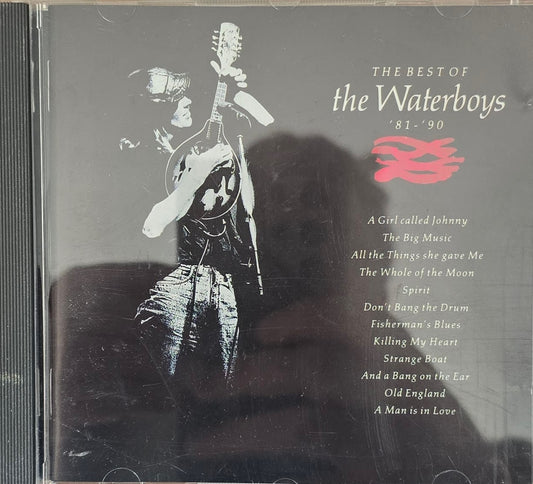 THE BEST OF
the Waterboys
'81-'90
A Girl called Johnny
The Big Music
All the Things she gave Me
The Whole of the Moon
Spirit
Don't Bang the Drum
Fisherman's Blues
Killing My Heart
Strange Boat
And a Bang on the Ear
Old England
A Man is in Love